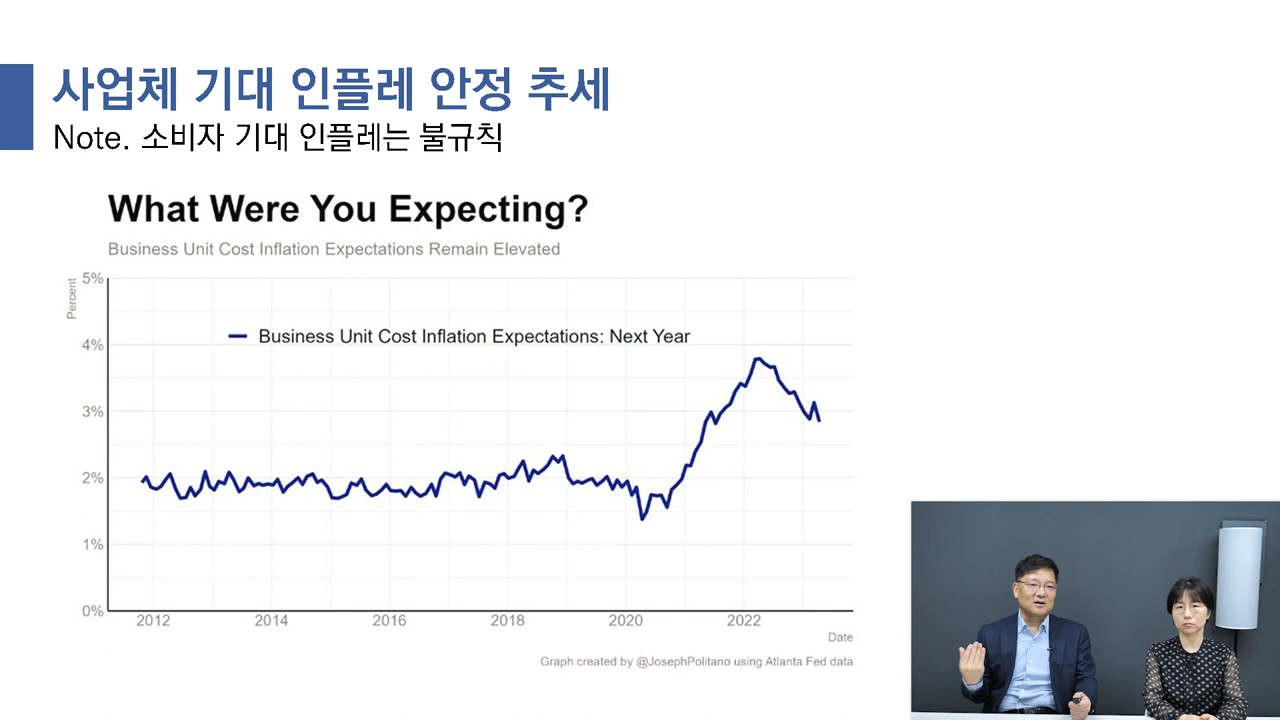 사업체 기대 인플레 안정 추세
Note. 소비자 기대 인플레는 불규칙
What Were You Expecting?
Business Unit Cost Inflation Expectations Remain Elevated
Percent
5%
Business Unit Cost Inflation Expectations: Next Year
4%
3%
2%
1%
0%
2012 2014 2016 2018 2020 2022
Date
Graph created by @JosephPolitano using Atlanta Fed data